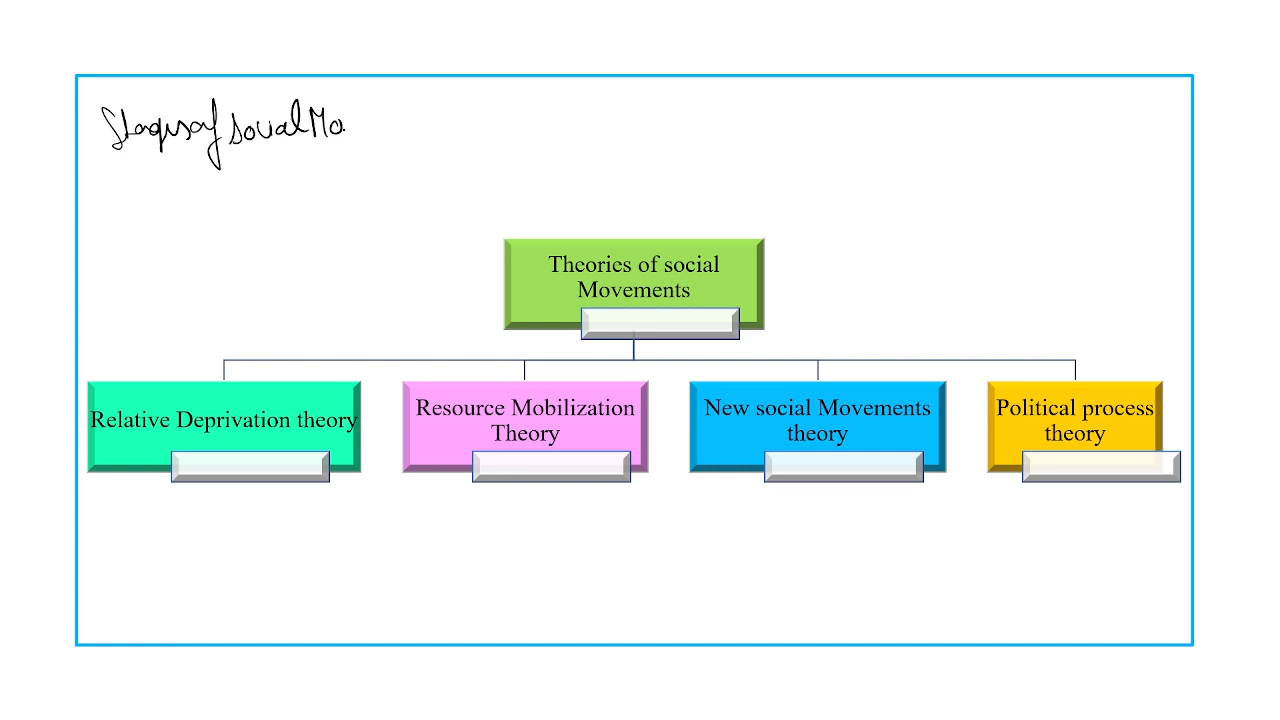 Stages of social Mo
Theories of social
Movements
Relative Deprivation theory
Resource Mobilization
Theory
New social Movements
theory
Political process
theory